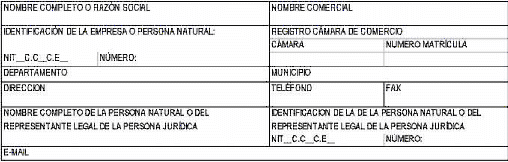 NOMBRE COMPLETO O RAZÓN SOCIAL
NOMBRE COMERCIAL
IDENTIFICACIÓN DE LA EMPRESA O PERSONA NATURAL:
NIT__C.C__C.E__ NÚMERO:
REGISTRO CÁMARA DE COMERCIO
CÁMARA
NUMERO MATRÍCULA
DEPARTAMENTO
MUNICIPIO
DIRECCION
TELÉFONO
FAX
NOMBRE COMPLETO DE LA PERSONA NATURAL O DEL
REPRESENTANTE LEGAL DE LA PERSONA JURÍDICA
IDENTIFICACION DE LA DE LA PERSONA NATURAL O DEL
REPRESENTANTE LEGAL DE LA PERSONA JURÍDICA
NIT__C.C__C.E__ NÚMERO:
E-MAIL